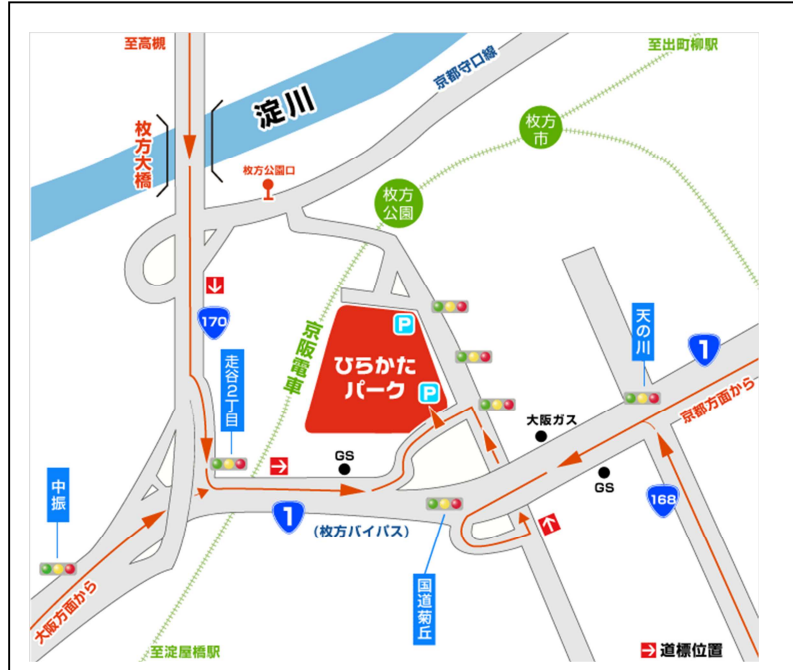 至高槻
至出町柳駅
京都守口線
淀川
枚方大橋
枚方
市
枚方公園口
枚方
公園
170
京阪電車
P
天の川
1
走谷2丁目
ひらかた
パーク
P
京都方面から
大阪ガス
GS
GS
中振
1
(枚方バイパス)
168
国道菊丘
大阪方面から
至淀屋橋駅
道標位置